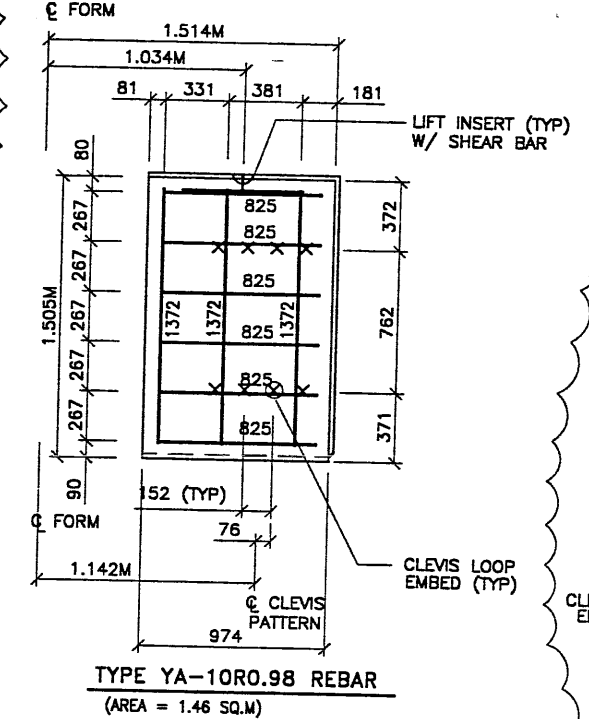 ℄ FORM
1.514M
1.034M
81 331 381 181
LIFT INSERT (TYP)
W/ SHEAR BAR
80
267
267
267
267
267
90
1.505M
825
825
825
825
825
825
1372 1372 1372
372
762
371
152 (TYP)
℄ FORM
76
1.142M
CLEVIS LOOP
EMBED (TYP)
℄ CLEVIS
PATTERN
974
TYPE YA-10R0.98 REBAR
(AREA = 1.46 SQ.M)